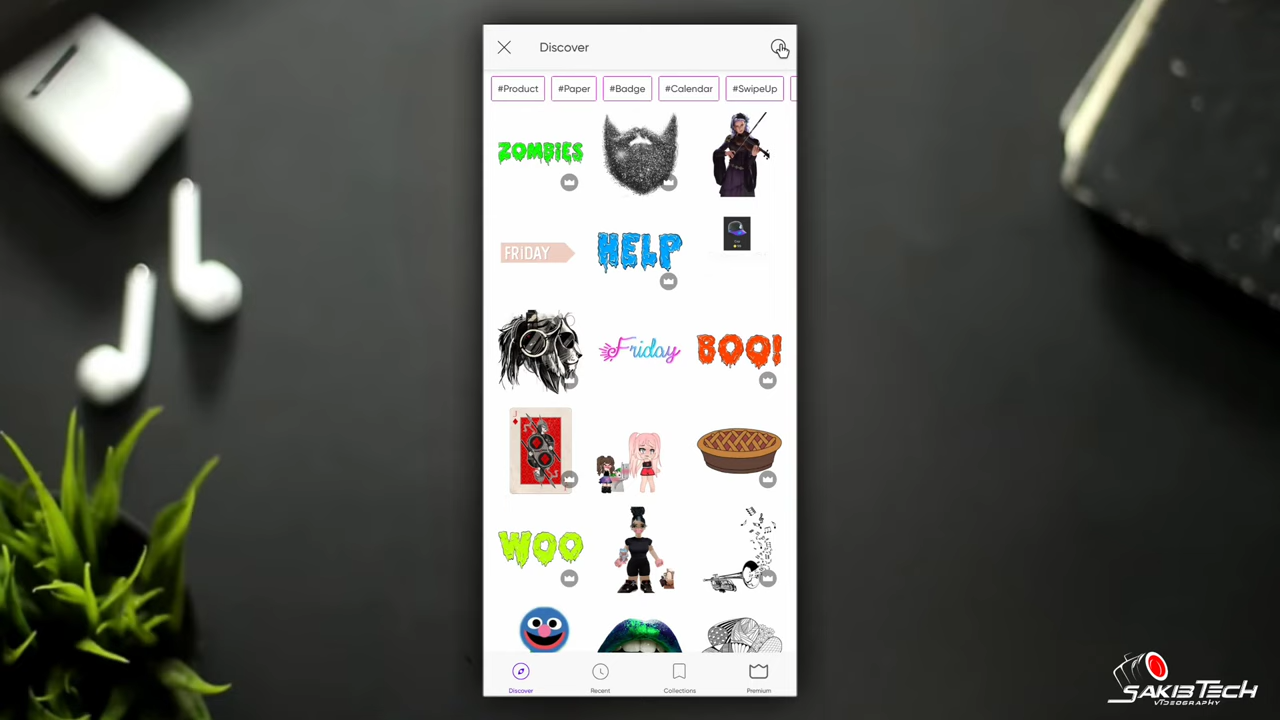 Discover
#Product #Paper #Badge #Calendar #SwipeUp
ZOMBIES
FRIDAY
HELP
Friday
BOO!
J
WOO
Discover Recent Collections Premium
SAKIBTECH
VIDEOGRAPHY